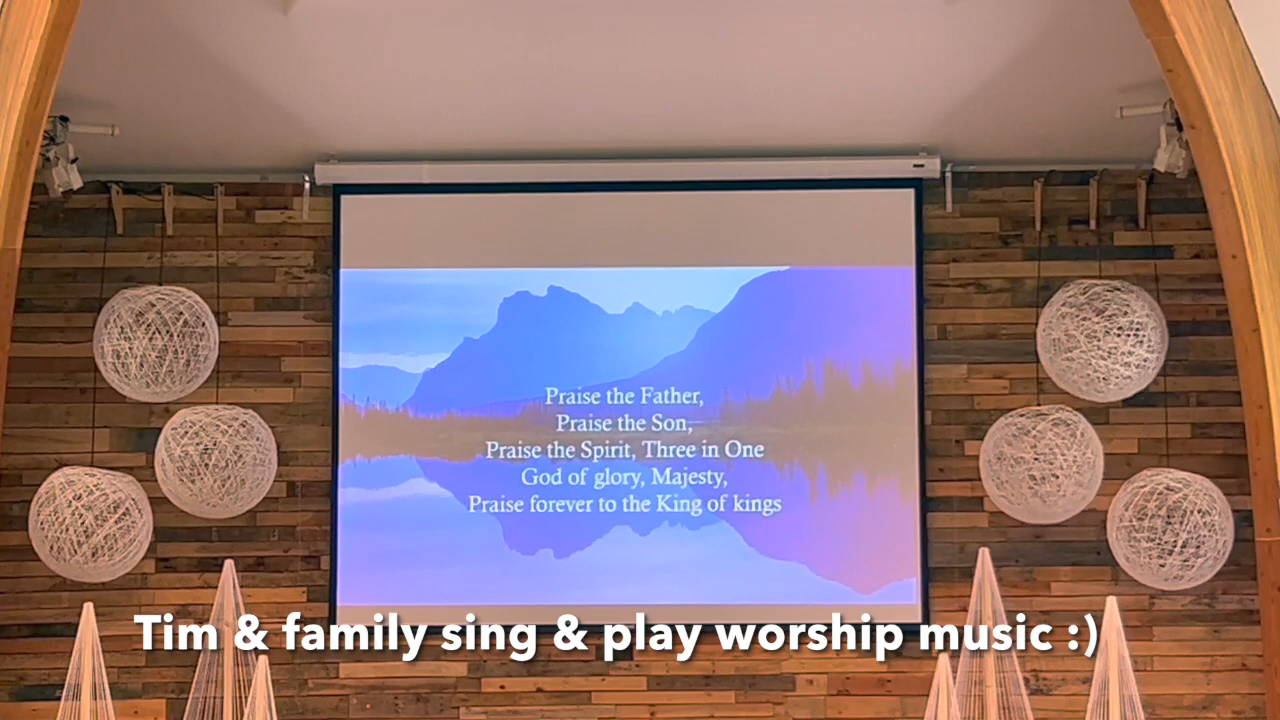 Praise the Father,
Praise the Son,
Praise the Spirit, Three in One
God of glory, Majesty,
Praise forever to the King of kings
Tim & family sing & play worship music :)